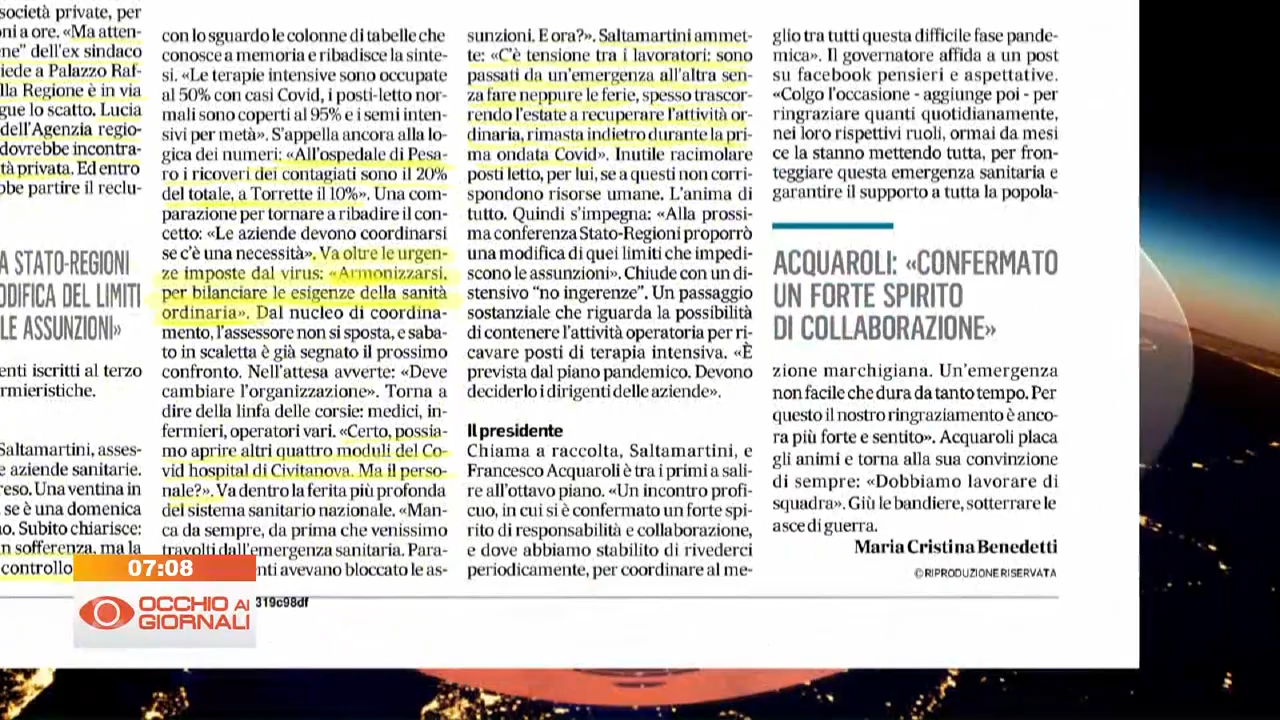 società private, per
ni a ore. «Ma atten-
ne" dell'ex sindaco
iede a Palazzo Raf-
lla Regione è in via
gue lo scatto. Lucia
dell'Agenzia regio-
dovrebbe incontra-
tà privata. Ed entro
bbe partire il reclu-
A STATO-REGIONI
ODIFICA DEL LIMITI
LE ASSUNZIONI»
enti iscritti al terzo
rmieristiche.
Saltamartini, asses-
e aziende sanitarie.
reso. Una ventina in
, se è una domenica
no. Subito chiarisce:
n sofferenza, ma la
controllo
con lo sguardo le colonne di tabelle che
conosce a memoria e ribadisce la sinte-
si. «Le terapie intensive sono occupate
al 50% con casi Covid, i posti-letto nor-
mali sono coperti al 95% e i semi inten-
sivi per metà». S'appella ancora alla lo-
gica dei numeri: «All'ospedale di Pesa-
ro i ricoveri dei contagiati sono il 20%
del totale, a Torrette il 10%». Una com-
parazione per tornare a ribadire il con-
cetto: «Le aziende devono coordinarsi
se c'è una necessità». Va oltre le urgen-
ze imposte dal virus: «Armonizzarsi,
per bilanciare le esigenze della sanità
ordinaria». Dal nucleo di coordina-
mento, l'assessore non si sposta, e saba-
to in scaletta è già segnato il prossimo
confronto. Nell'attesa avverte: «Deve
cambiare l'organizzazione». Torna a
dire della linfa delle corsie: medici, in-
fermieri, operatori vari. «Certo, possia-
mo aprire altri quattro moduli del Co-
vid hospital di Civitanova. Ma il perso-
nale?». Va dentro la ferita più profonda
del sistema sanitario nazionale. «Man-
ca da sempre, da prima che venissimo
travolti dall'emergenza sanitaria. Para-
nti avevano bloccato le as-
sunzioni. E ora?». Saltamartini ammet-
te: «C'è tensione tra i lavoratori: sono
passati da un'emergenza all'altra sen-
za fare neppure le ferie, spesso trascor-
rendo l'estate a recuperare l'attività or-
dinaria, rimasta indietro durante la pri-
ma ondata Covid». Inutile racimolare
posti letto, per lui, se a questi non corri-
spondono risorse umane. L'anima di
tutto. Quindi s'impegna: «Alla prossi-
ma conferenza Stato-Regioni proporrò
una modifica di quei limiti che impedi-
scono le assunzioni». Chiude con un di-
stensivo "no ingerenze". Un passaggio
sostanziale che riguarda la possibilità
di contenere l'attività operatoria per ri-
cavare posti di terapia intensiva. «È
prevista dal piano pandemico. Devono
deciderlo i dirigenti delle aziende».
Il presidente
Chiama a raccolta, Saltamartini, e
Francesco Acquaroli è tra i primi a sali-
re all'ottavo piano. «Un incontro profi-
cuo, in cui si è confermato un forte spi-
rito di responsabilità e collaborazione,
e dove abbiamo stabilito di rivederci
periodicamente, per coordinare al me-
glio tra tutti questa difficile fase pande-
mica». Il governatore affida a un post
su facebook pensieri e aspettative.
«Colgo l'occasione - aggiunge poi - per
ringraziare quanti quotidianamente,
nei loro rispettivi ruoli, ormai da mesi
ce la stanno mettendo tutta, per fron-
teggiare questa emergenza sanitaria e
garantire il supporto a tutta la popola-
ACQUAROLI: «CONFERMATO
UN FORTE SPIRITO
DI COLLABORAZIONE»
zione marchigiana. Un'emergenza
non facile che dura da tanto tempo. Per
questo il nostro ringraziamento è anco-
ra più forte e sentito». Acquaroli placa
gli animi e torna alla sua convinzione
di sempre: «Dobbiamo lavorare di
squadra». Giù le bandiere, sotterrare le
asce di guerra.
Maria Cristina Benedetti
© RIPRODUZIONE RISERVATA
07:08
OCCHIO AI
GIORNALI
319c98df